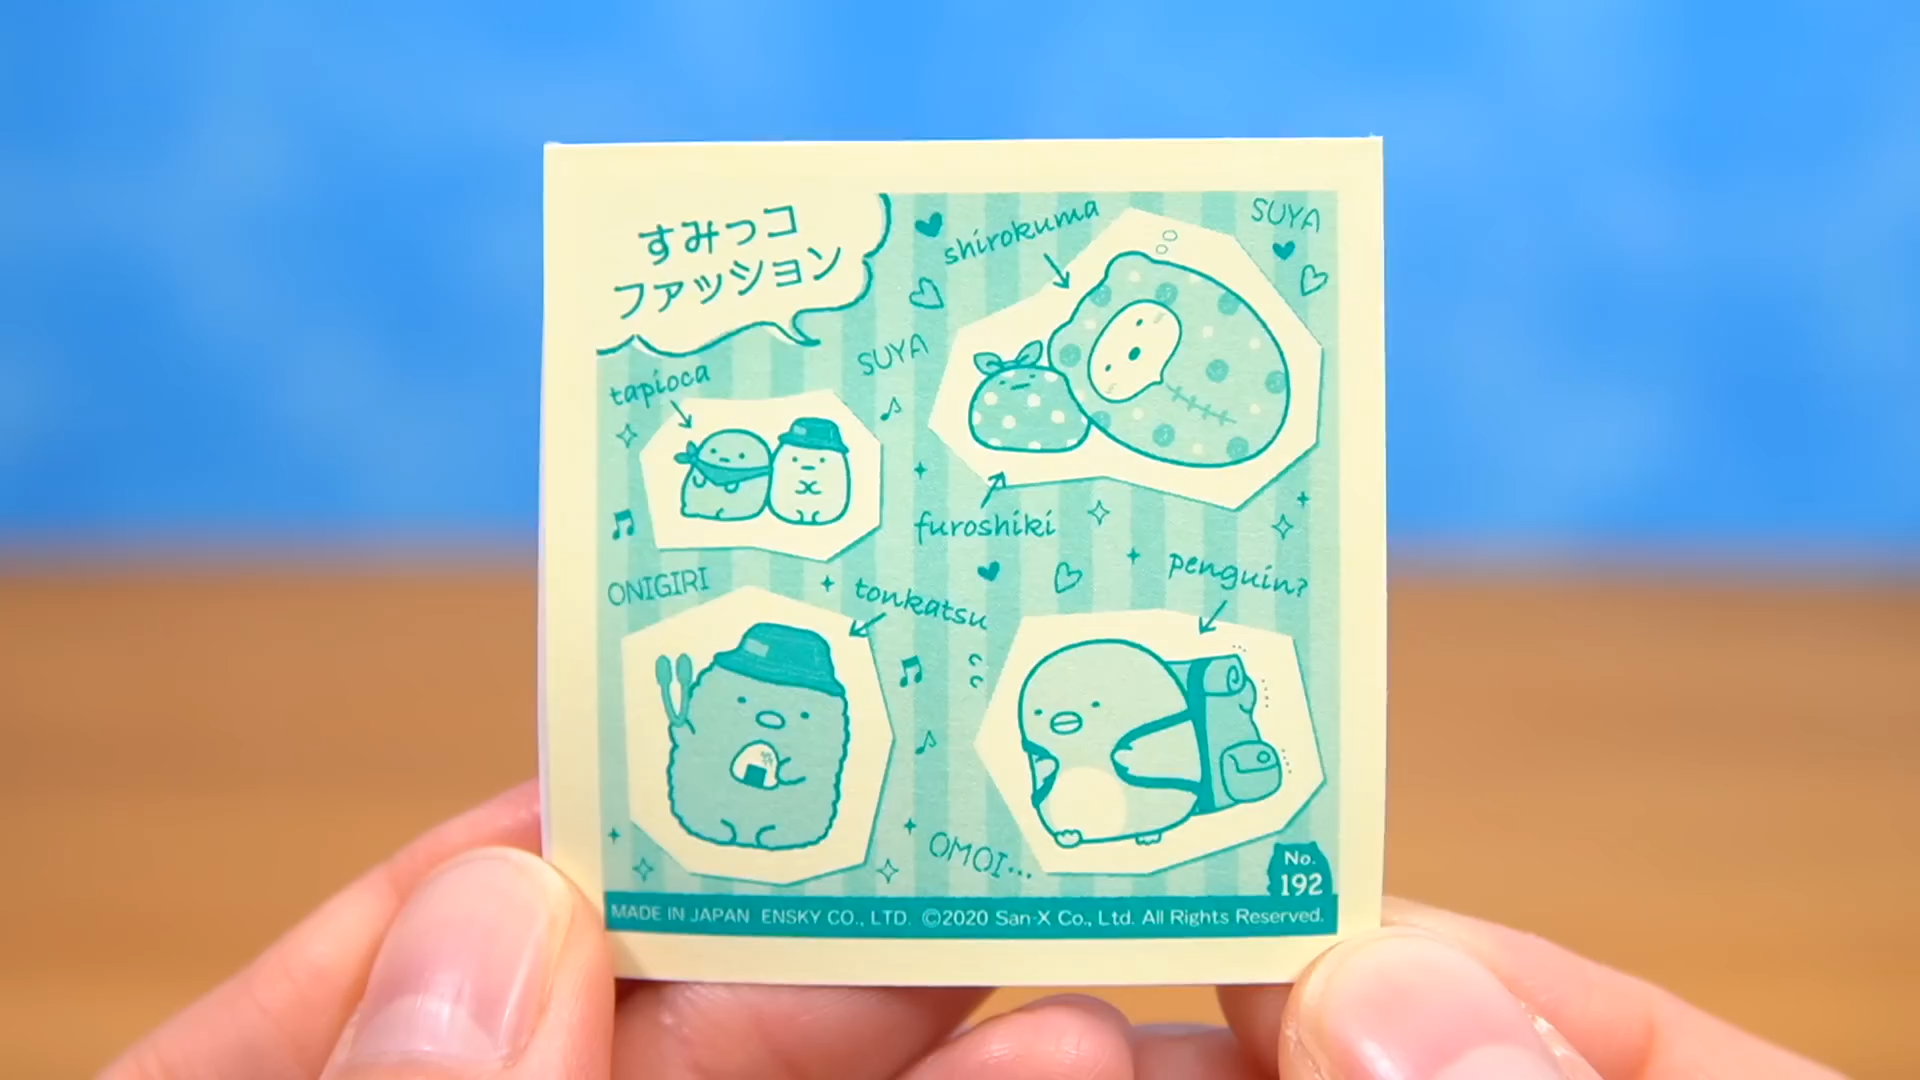 すみっコ
ファッション
shirokuma
SUYA
SUYA
tapioca
furoshiki
penguin?
ONIGIRI
tonkatsu
OMOI...
No.
192
MADE IN JAPAN ENSKY CO., LTD. ©2020 San-X Co., Ltd. All Rights Reserved.